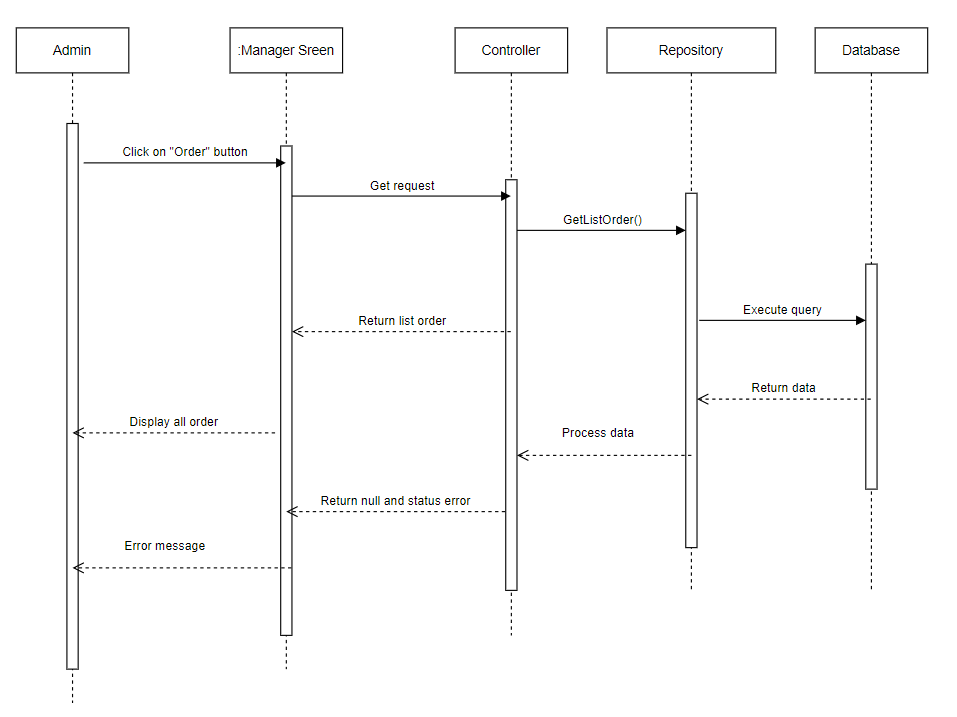 Admin
:Manager Sreen
Controller
Repository
Database
Click on "Order" button
Get request
GetListOrder()
Execute query
Return list order
Return data
Display all order
Process data
Return null and status error
Error message